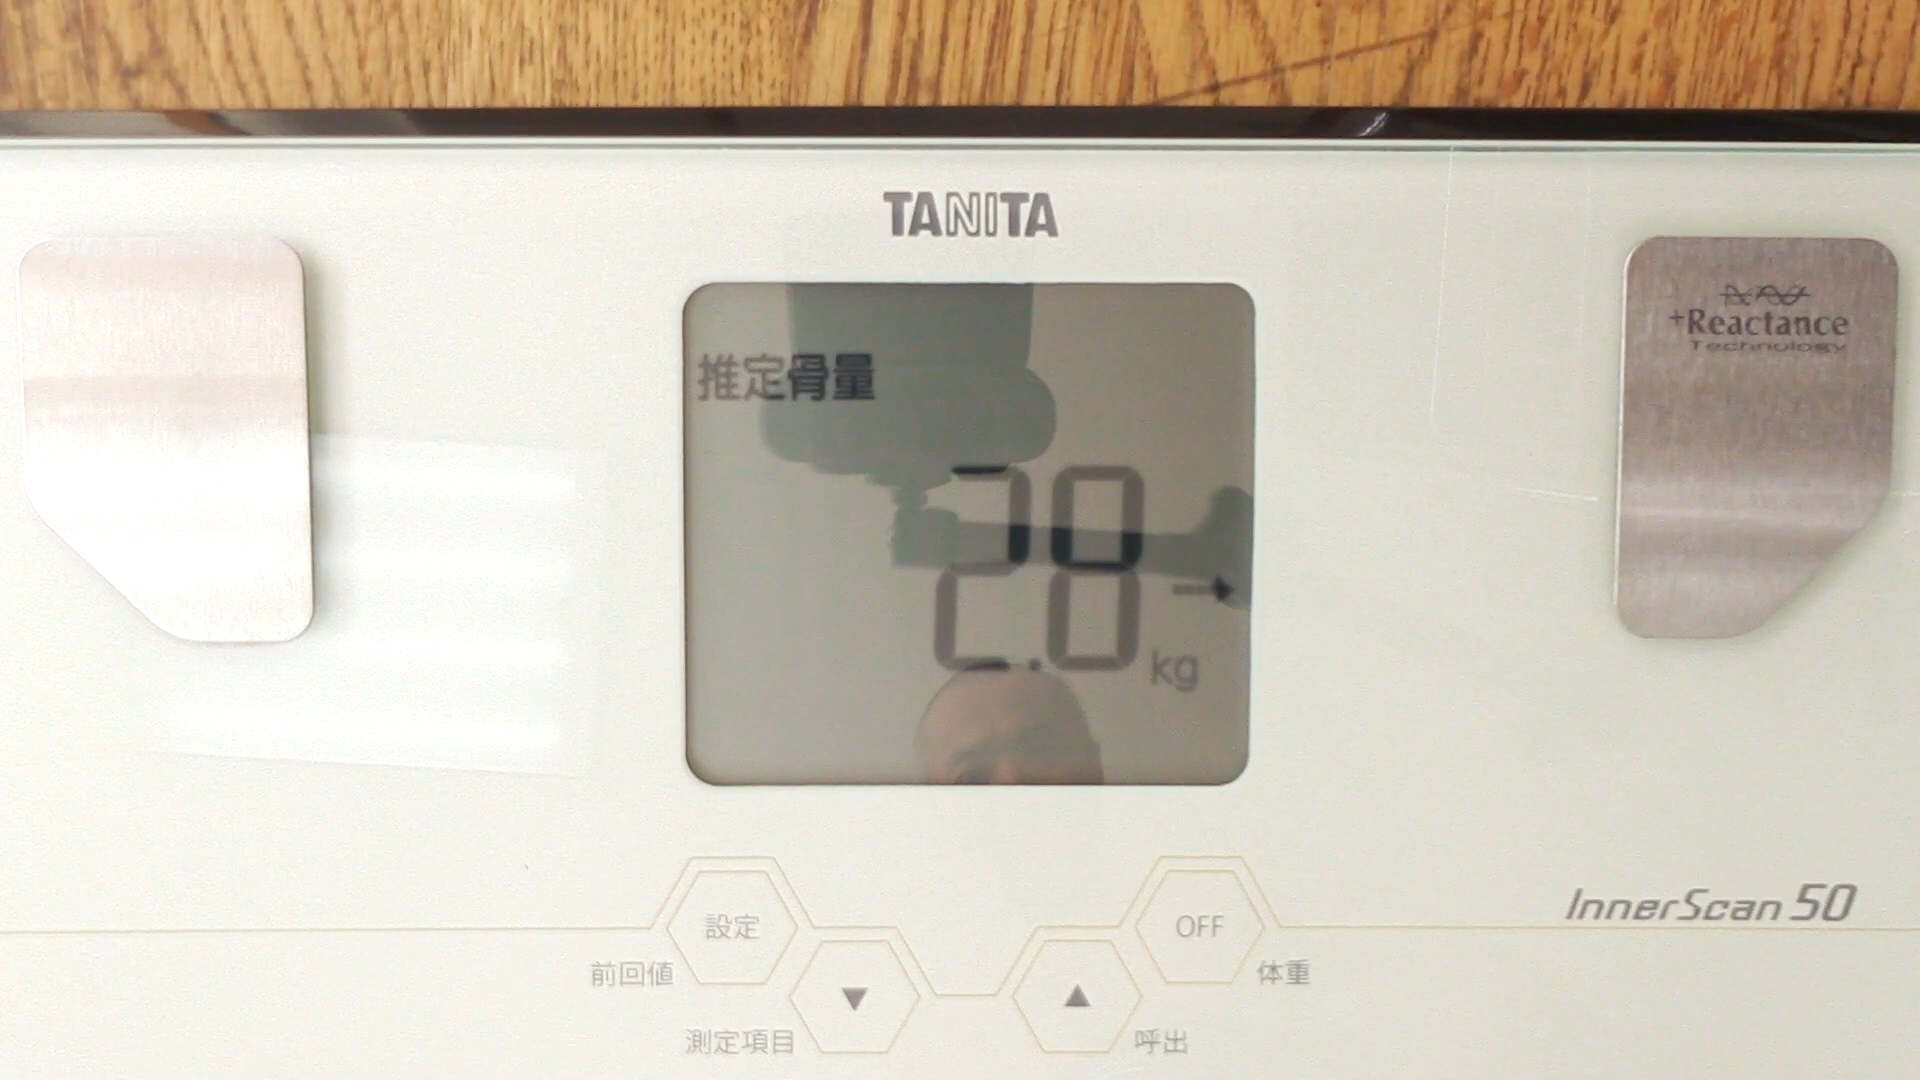 TANITA
+Reactance
Technology
推定骨量
2.8 kg
InnerScan 50
設定
OFF
前回値
体重
▼
▲
測定項目
呼出